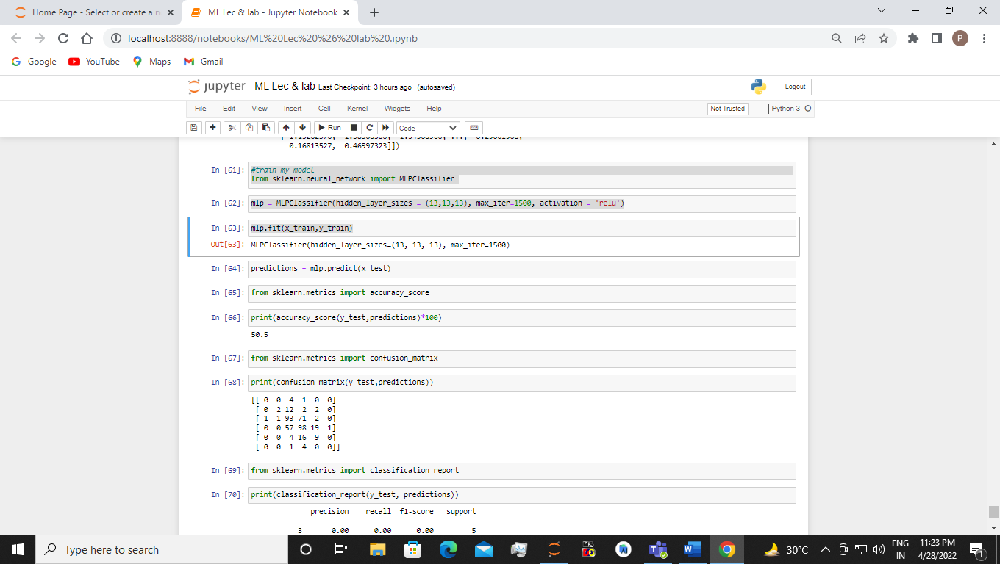 Home Page - Select or create a n
ML Lec & lab - Jupyter Notebook
localhost:8888/notebooks/ML%20Lec%20%26%20lab%20.ipynb
P
Google YouTube Maps Gmail
jupyter ML Lec & lab Last Checkpoint: 3 hours ago (autosaved)
Logout
File Edit View Insert Cell Kernel Widgets Help
Not Trusted Python 3
Run Code
0.16813527, 0.46997323]])
In [61]: #train my model
from sklearn.neural_network import MLPClassifier
In [62]: mlp = MLPClassifier(hidden_layer_sizes = (13,13,13), max_iter=1500, activation = 'relu')
In [63]: mlp.fit(x_train,y_train)
Out[63]: MLPClassifier(hidden_layer_sizes=(13, 13, 13), max_iter=1500)
In [64]: predictions = mlp.predict(x_test)
In [65]: from sklearn.metrics import accuracy_score
In [66]: print(accuracy_score(y_test,predictions)*100)
50.5
In [67]: from sklearn.metrics import confusion_matrix
In [68]: print(confusion_matrix(y_test,predictions))
[[ 0 0 4 1 0 0]
[ 0 2 12 2 2 0]
[ 1 1 93 71 2 0]
[ 0 0 57 98 19 1]
[ 0 0 4 16 9 0]
[ 0 0 1 4 0 0]]
In [69]: from sklearn.metrics import classification_report
In [70]: print(classification_report(y_test, predictions))
precision recall f1-score support
3 0.00 0.00 0.00 5
Type here to search
30°C
ENG
IN
11:23 PM
4/28/2022
1